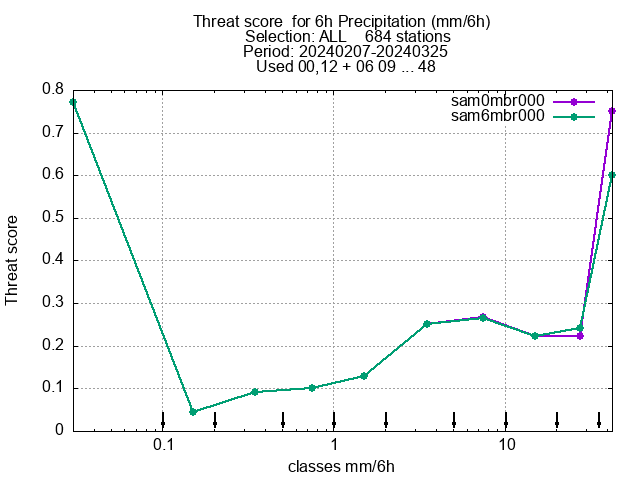 Threat score  for 6h Precipitation (mm/6h)
Selection: ALL    684 stations
Period: 20240207-20240325
Used 00,12 + 06 09 ... 48
sam0mbr000
sam6mbr000
0.8
0.7
0.6
0.5
0.4
0.3
0.2
0.1
0
Threat score
0.1 1 10
classes mm/6h